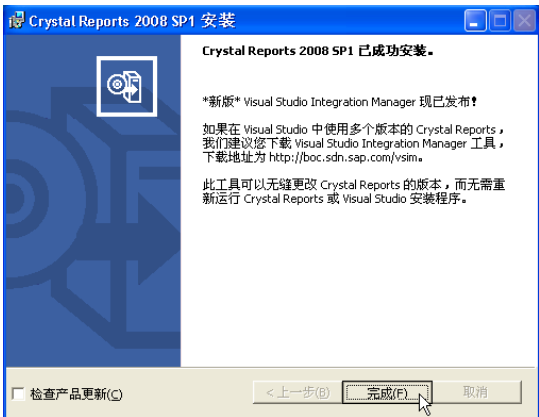 Crystal Reports 2008 SP1 安装
Crystal Reports 2008 SP1 已成功安装。
*新版* Visual Studio Integration Manager 现已发布!
如果在 Visual Studio 中使用多个版本的 Crystal Reports，
我们建议您下载 Visual Studio Integration Manager 工具，
下载地址为 http://boc.sdn.sap.com/vsim。
此工具可以无缝更改 Crystal Reports 的版本，而无需重
新运行 Crystal Reports 或 Visual Studio 安装程序。
检查产品更新(C)
<上一步(B)
完成(F)
取消